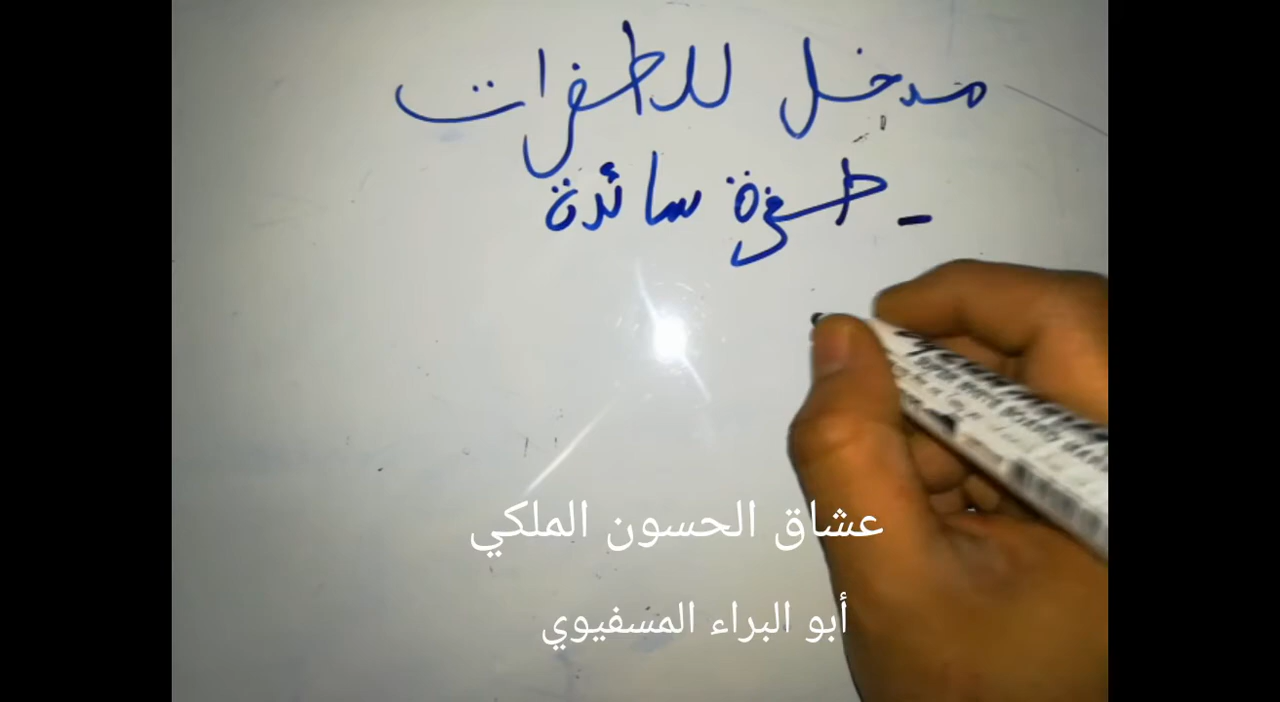 مدخل للطفرات
- طفرة سائدة
عشاق الحسون الملكي
أبو البراء المسفيوي